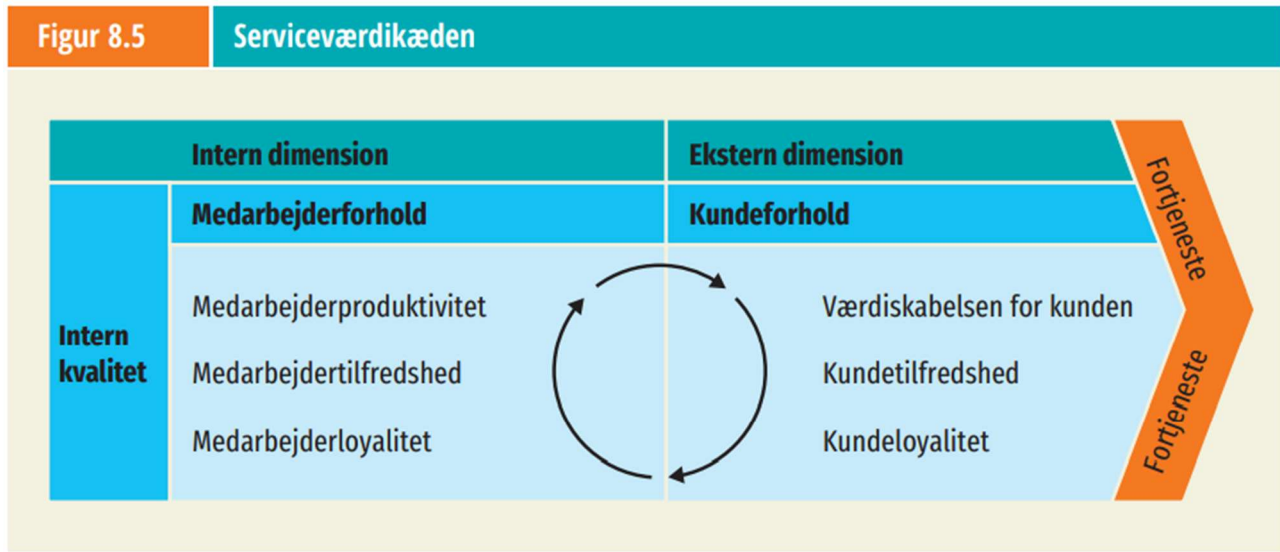 Figur 8.5
Serviceværdikæden
Intern dimension
Ekstern dimension
Medarbejderforhold
Kundeforhold
Intern
kvalitet
Medarbejderproduktivitet
Medarbejdertilfredshed
Medarbejderloyalitet
Værdiskabelsen for kunden
Kundetilfredshed
Kundeloyalitet
Fortjeneste
Fortjeneste